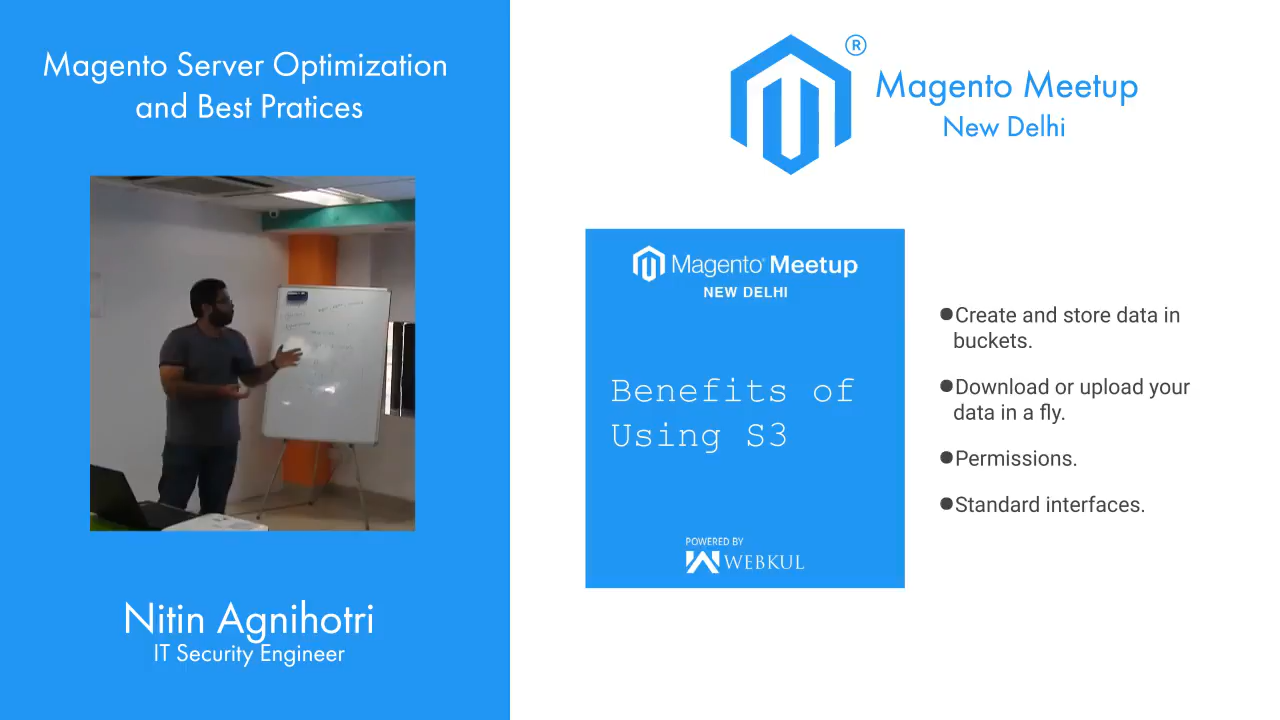 Magento Server Optimization
and Best Pratices
Nitin Agnihotri
IT Security Engineer
®
Magento Meetup
New Delhi
Magento® Meetup
NEW DELHI
Benefits of
Using S3
POWERED BY
WEBKUL
●Create and store data in
buckets.
●Download or upload your
data in a fly.
●Permissions.
●Standard interfaces.